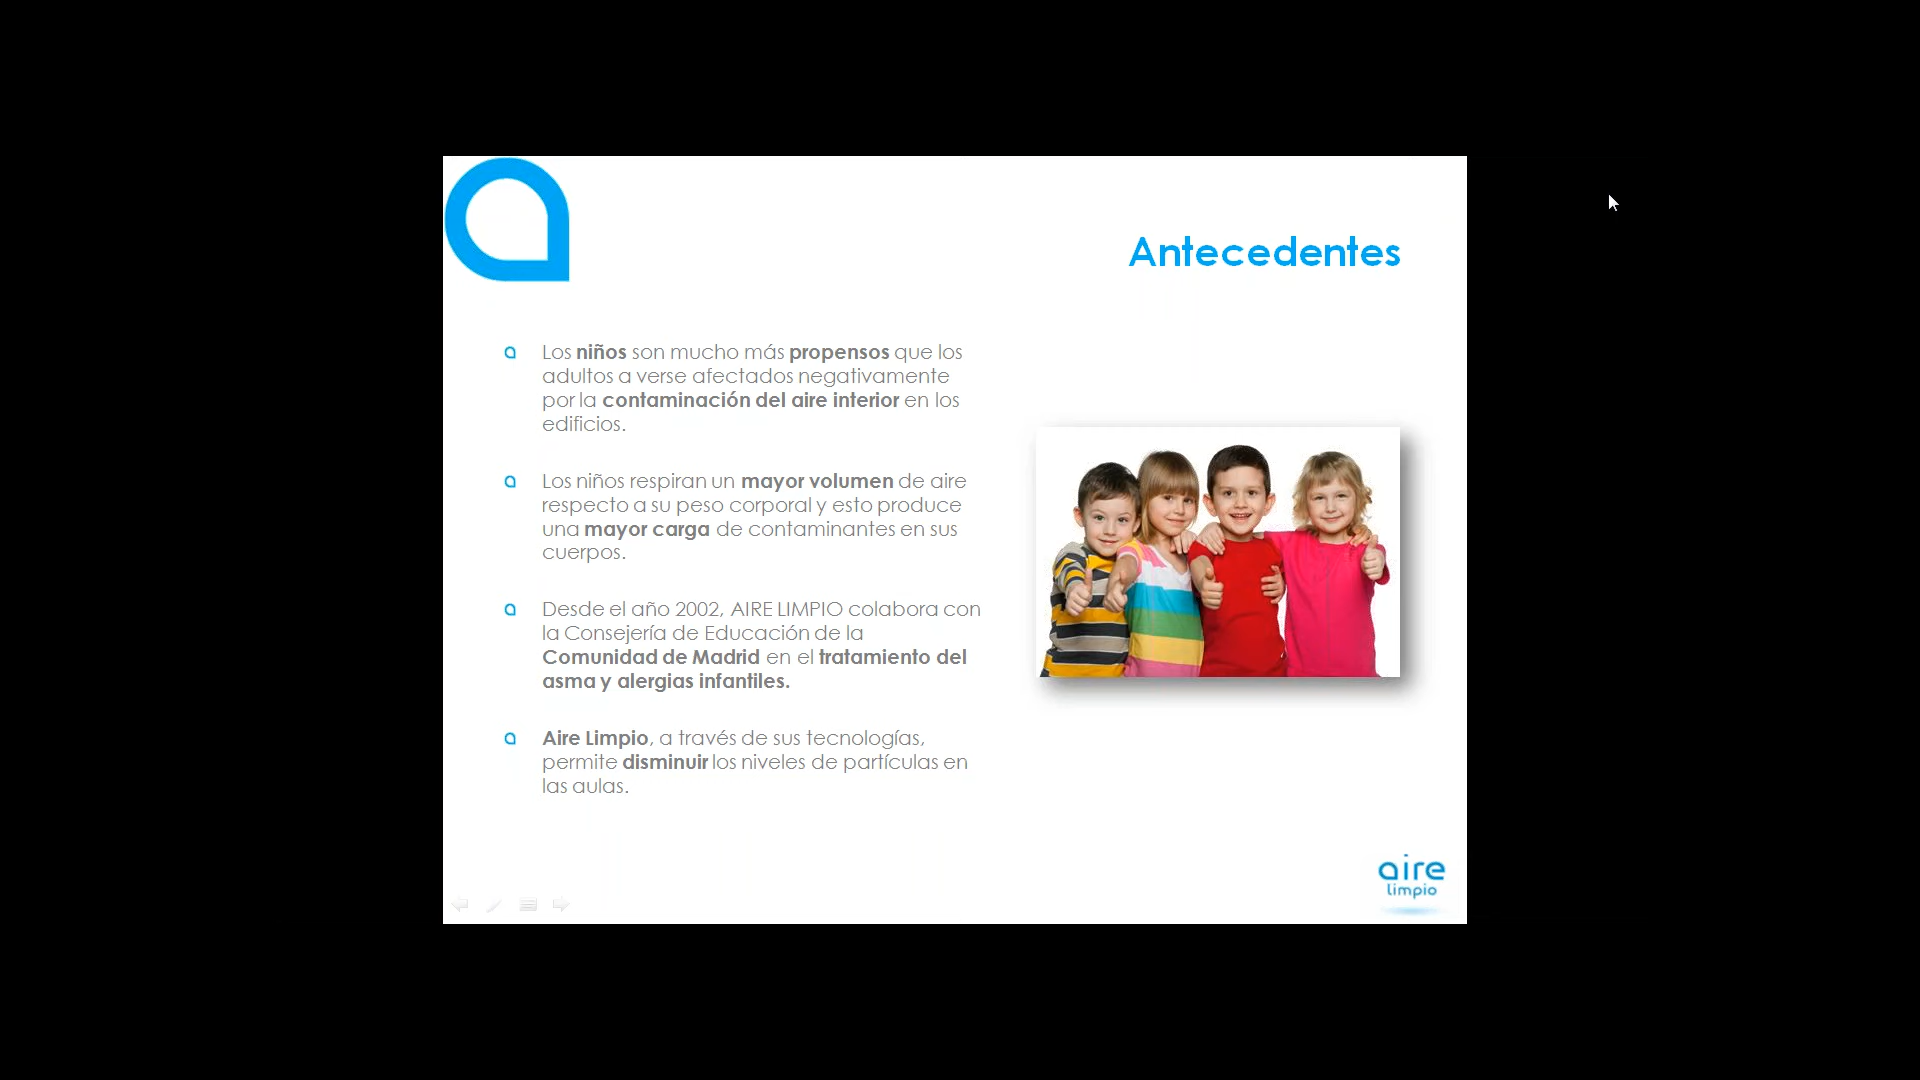 Antecedentes
Los niños son mucho más propensos que los
adultos a verse afectados negativamente
por la contaminación del aire interior en los
edificios.
Los niños respiran un mayor volumen de aire
respecto a su peso corporal y esto produce
una mayor carga de contaminantes en sus
cuerpos.
Desde el año 2002, AIRE LIMPIO colabora con
la Consejería de Educación de la
Comunidad de Madrid en el tratamiento del
asma y alergias infantiles.
Aire Limpio, a través de sus tecnologías,
permite disminuir los niveles de partículas en
las aulas.
aire
limpio